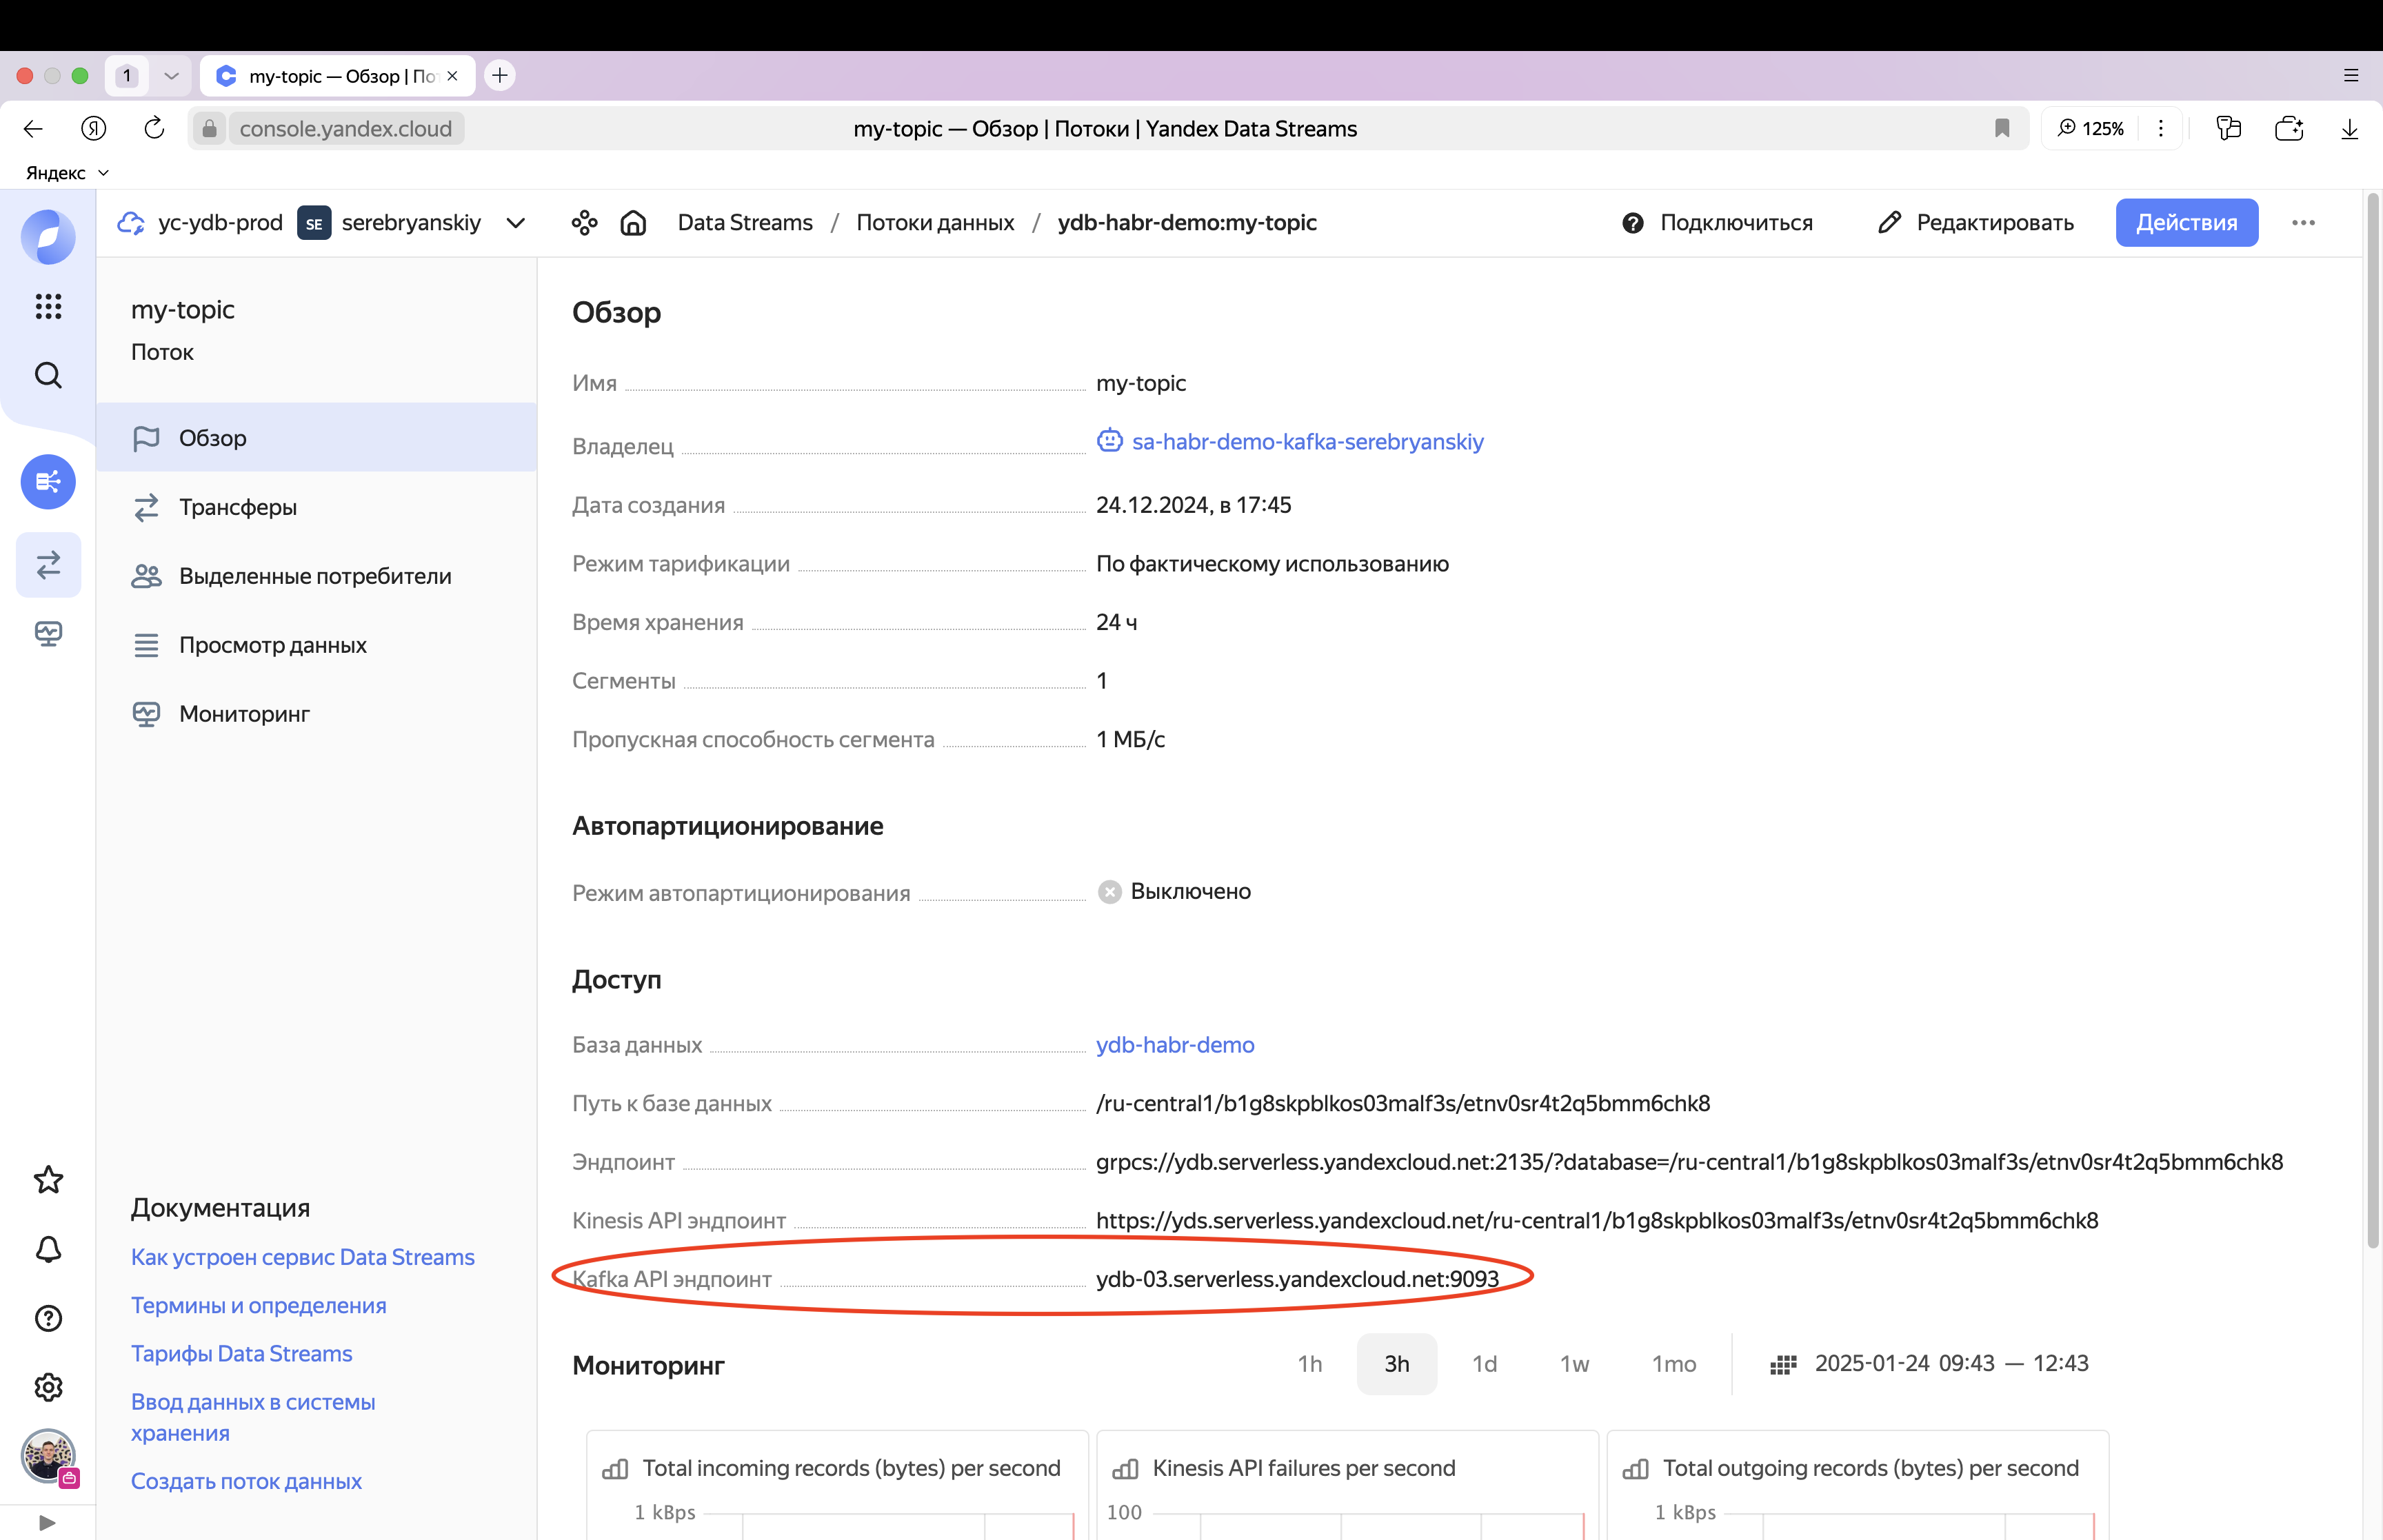 1
my-topic — Обзор | По
console.yandex.cloud
my-topic — Обзор | Потоки | Yandex Data Streams
125%
Яндекс
yc-ydb-prod SE serebryanskiy
Data Streams / Потоки данных / ydb-habr-demo:my-topic
Подключиться
Редактировать
Действия
my-topic
Поток
Обзор
Трансферы
Выделенные потребители
Просмотр данных
Мониторинг
Документация
Как устроен сервис Data Streams
Термины и определения
Тарифы Data Streams
Ввод данных в системы
хранения
Создать поток данных
Обзор
Имя my-topic
Владелец sa-habr-demo-kafka-serebryanskiy
Дата создания 24.12.2024, в 17:45
Режим тарификации По фактическому использованию
Время хранения 24 ч
Сегменты 1
Пропускная способность сегмента 1 МБ/с
Автопартиционирование
Режим автопартиционирования Выключено
Доступ
База данных ydb-habr-demo
Путь к базе данных /ru-central1/b1g8skpblkos03malf3s/etnv0sr4t2q5bmm6chk8
Эндпоинт grpcs://ydb.serverless.yandexcloud.net:2135/?database=/ru-central1/b1g8skpblkos03malf3s/etnv0sr4t2q5bmm6chk8
Kinesis API эндпоинт https://yds.serverless.yandexcloud.net/ru-central1/b1g8skpblkos03malf3s/etnv0sr4t2q5bmm6chk8
Kafka API эндпоинт ydb-03.serverless.yandexcloud.net:9093
Мониторинг
1h 3h 1d 1w 1mo 2025-01-24 09:43 — 12:43
Total incoming records (bytes) per second
1 kBps
Kinesis API failures per second
100
Total outgoing records (bytes) per second
1 kBps